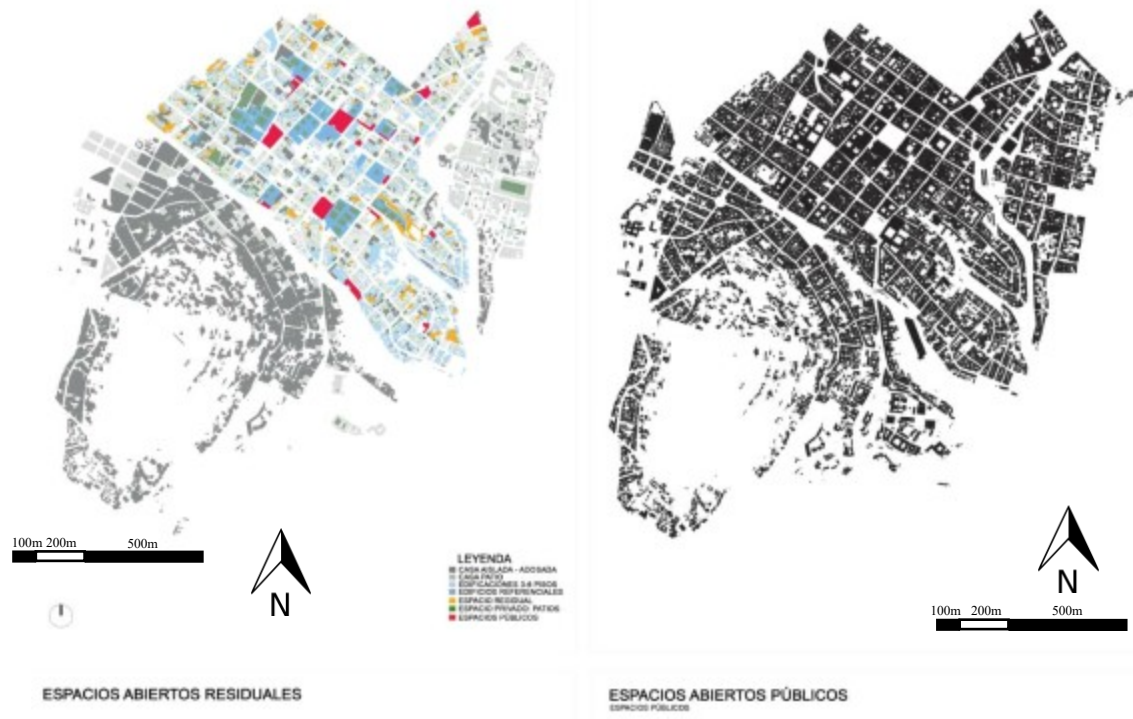 100m 200m 500m
N
LEYENDA
CASA AISLADA - ADOSADA
CASA PATIO
EDIFICACIONES 3-6 PISOS
EDIFICIOS REFERENCIALES
ESPACIO RESIDUAL
ESPACIO PRIVADO: PATIOS
ESPACIOS PÚBLICOS
ESPACIOS ABIERTOS RESIDUALES
N
100m 200m 500m
ESPACIOS ABIERTOS PÚBLICOS
ESPACIOS PÚBLICOS